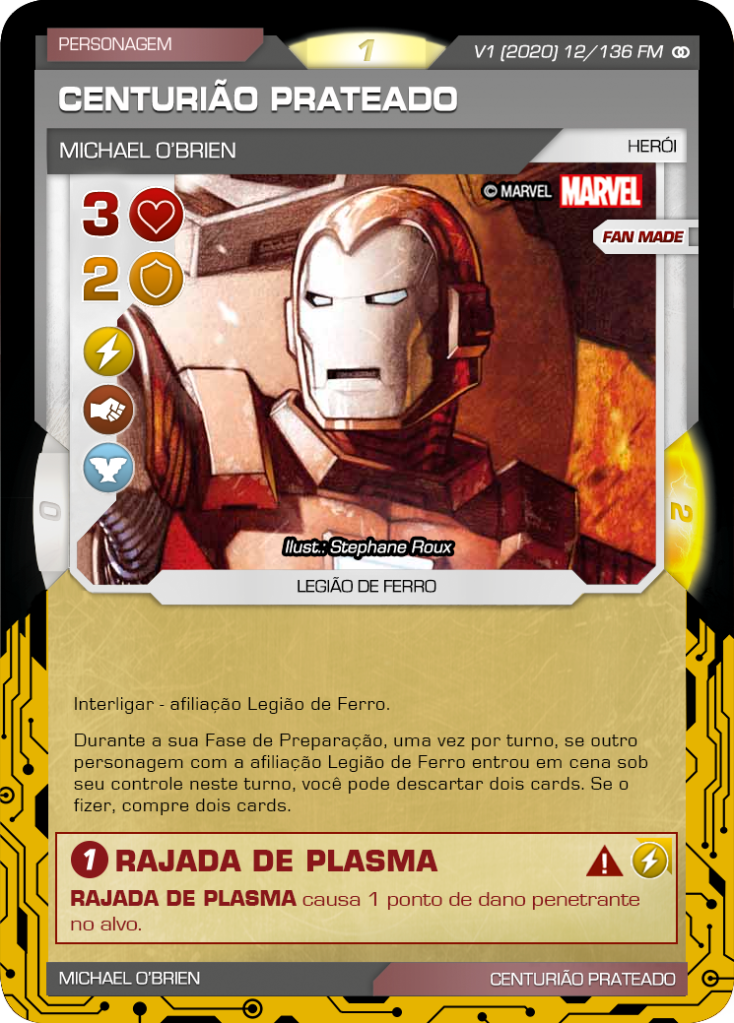 PERSONAGEM
1
V1 (2020) 12/136 FM
CENTURIÃO PRATEADO
MICHAEL O'BRIEN
HERÓI
© MARVEL MARVEL
3
FAN MADE
2
0
2
Ilust.: Stephane Roux
LEGIÃO DE FERRO
Interligar - afiliação Legião de Ferro.
Durante a sua Fase de Preparação, uma vez por turno, se outro
personagem com a afiliação Legião de Ferro entrou em cena sob
seu controle neste turno, você pode descartar dois cards. Se o
fizer, compre dois cards.
1 RAJADA DE PLASMA
RAJADA DE PLASMA causa 1 ponto de dano penetrante
no alvo.
MICHAEL O'BRIEN
CENTURIÃO PRATEADO